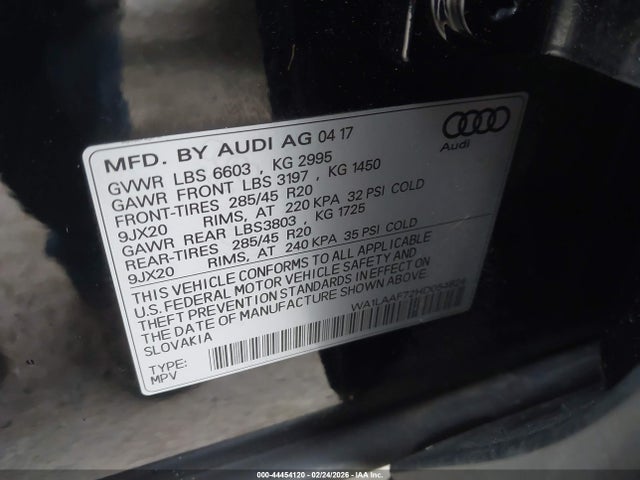 MFD. BY AUDI AG 04 17
Audi
GVWR LBS 6603 , KG 2995
GAWR FRONT LBS 3197 , KG 1450
FRONT-TIRES 285/45 R20
9JX20 RIMS, AT 220 KPA 32 PSI COLD
GAWR REAR LBS3803 , KG 1725
REAR-TIRES 285/45 R20
9JX20 RIMS, AT 240 KPA 35 PSI COLD
THIS VEHICLE CONFORMS TO ALL APPLICABLE
U.S. FEDERAL MOTOR VEHICLE SAFETY AND
THEFT PREVENTION STANDARDS IN EFFECT ON
THE DATE OF MANUFACTURE SHOWN ABOVE.
SLOVAKIA
TYPE:
MPV
000-44454120 - 02/24/2026 - IAA Inc.